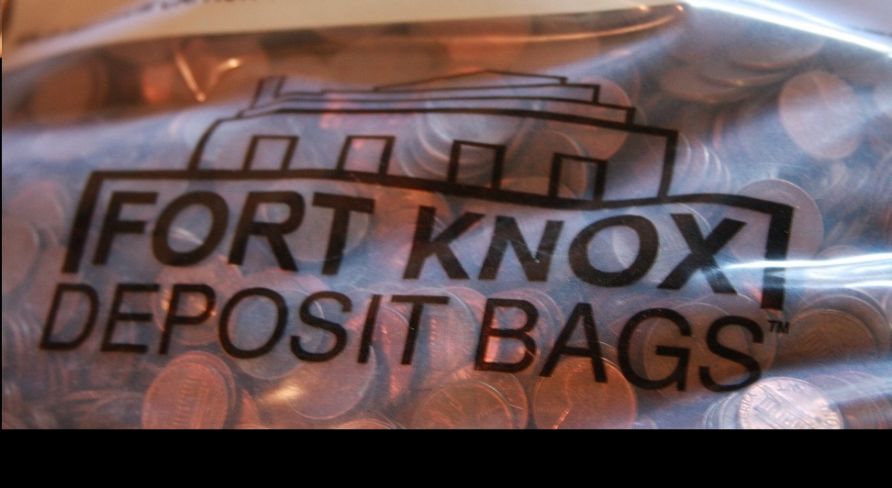 FORT KNOX
DEPOSIT BAGS™